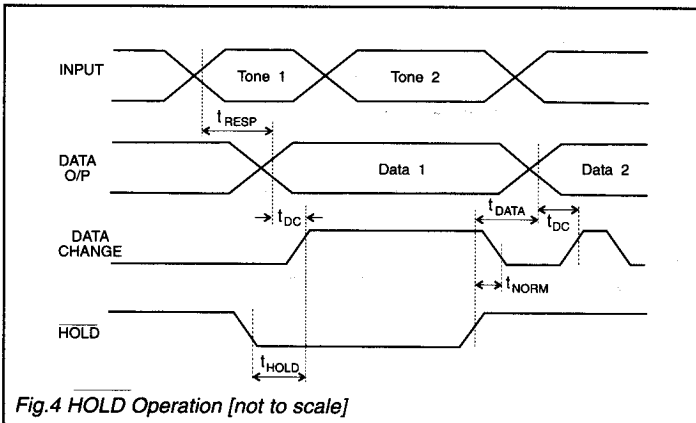 INPUT
Tone 1
Tone 2
tRESP
DATA
O/P
Data 1
Data 2
tDC
tDATA
tDC
DATA
CHANGE
tNORM
HOLD
tHOLD
Fig.4 HOLD Operation [not to scale]